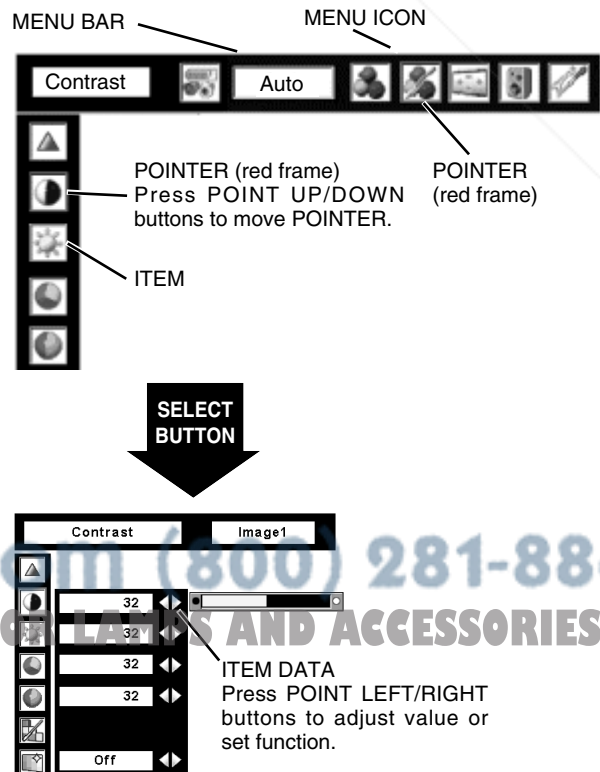 MENU BAR
MENU ICON
Contrast
Auto
POINTER (red frame)
Press POINT UP/DOWN
buttons to move POINTER.
POINTER
(red frame)
ITEM
SELECT
BUTTON
Contrast
Image1
om (800) 281-88
32
OR LAMPS AND ACCESSORIES
32
32
32
ITEM DATA
Press POINT LEFT/RIGHT
buttons to adjust value or
set function.
Off